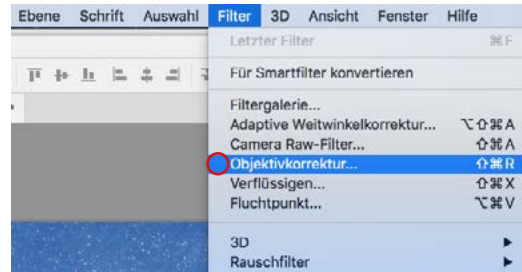 Ebene Schrift Auswahl Filter 3D Ansicht Fenster Hilfe
Letzter Filter ⌘F
Für Smartfilter konvertieren
Filtergalerie...
Adaptive Weitwinkelkorrektur... ⌥⇧⌘A
Camera Raw-Filter... ⇧⌘A
Objektivkorrektur... ⇧⌘R
Verflüssigen... ⇧⌘X
Fluchtpunkt... ⌥⌘V
3D
Rauschfilter